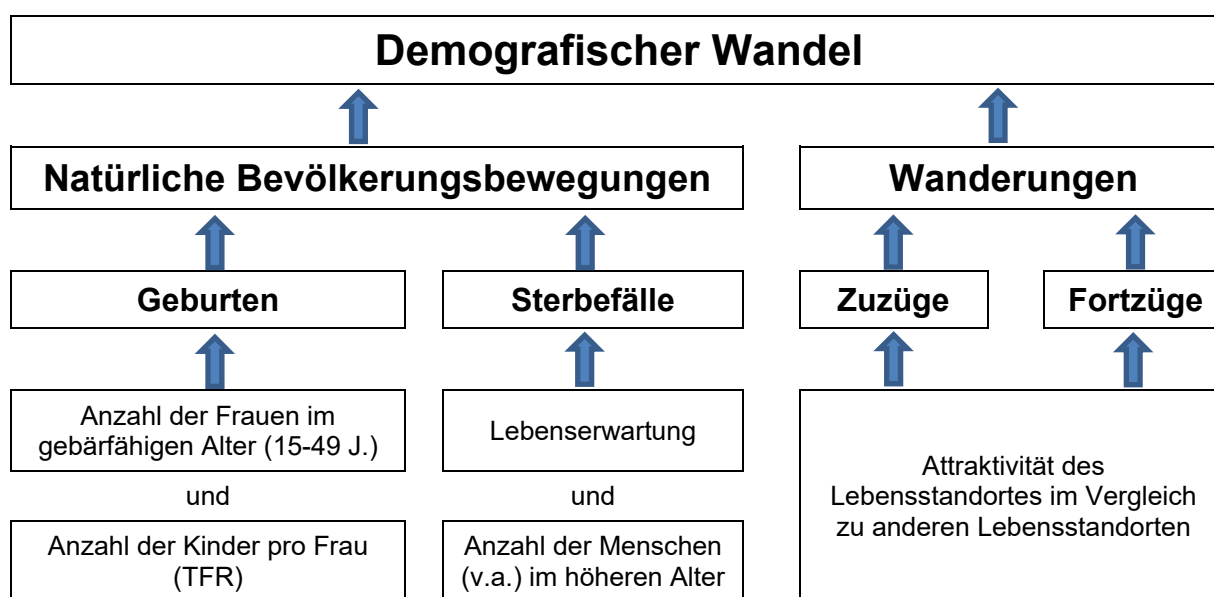 Demografischer Wandel
Natürliche Bevölkerungsbewegungen
Wanderungen
Geburten
Sterbefälle
Zuzüge
Fortzüge
Anzahl der Frauen im
gebärfähigen Alter (15-49 J.)
und
Anzahl der Kinder pro Frau
(TFR)
Lebenserwartung
und
Anzahl der Menschen
(v.a.) im höheren Alter
Attraktivität des
Lebensstandortes im Vergleich
zu anderen Lebensstandorten